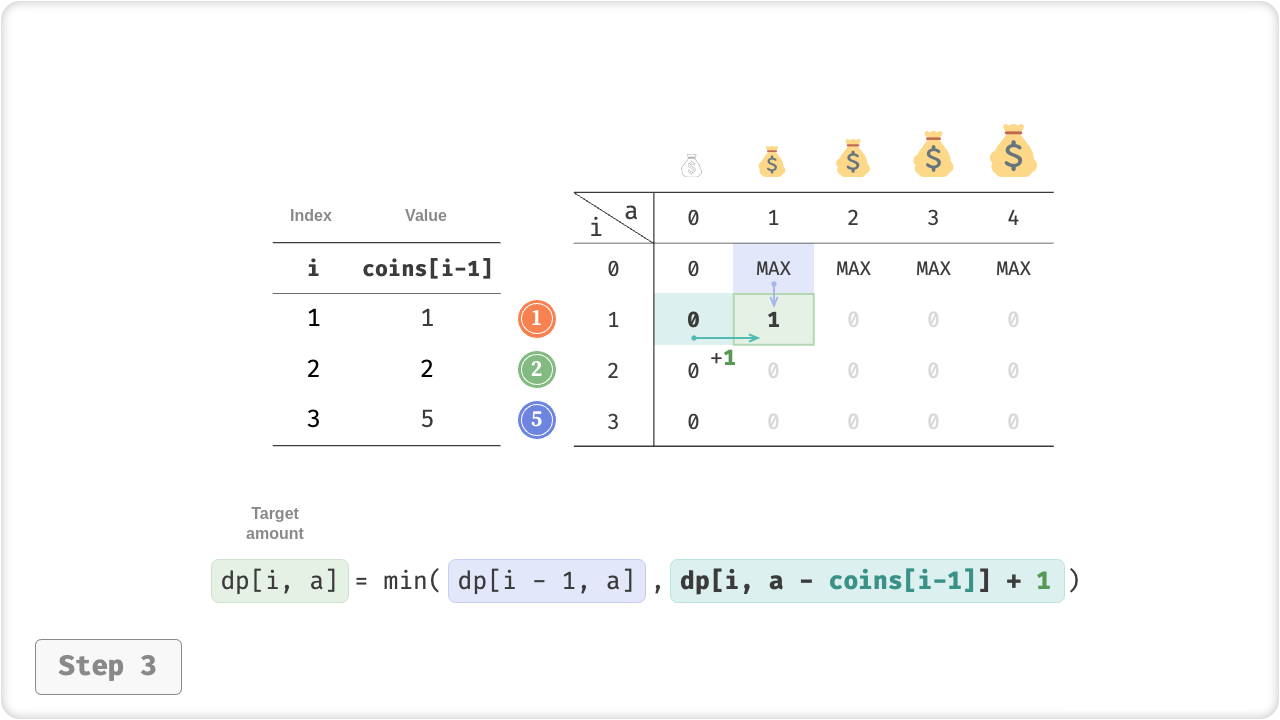 Index Value
i coins[i-1]
1 1
2 2
3 5
1
2
5
$ $ $ $ $
a
i
0 1 2 3 4
0 0 MAX MAX MAX MAX
1 0 1 0 0 0
+1
2 0 0 0 0 0
3 0 0 0 0 0
Target
amount
dp[i, a] = min( dp[i - 1, a] , dp[i, a - coins[i-1]] + 1 )
Step 3